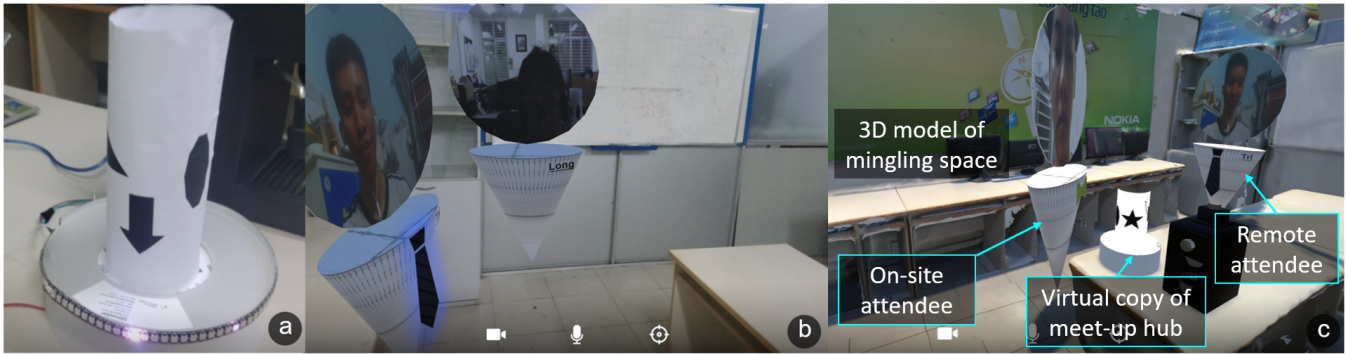 a
Long
b
NOKIA
3D model of
mingling space
Tri
On-site
attendee
Virtual copy of
meet-up hub
Remote
attendee
c